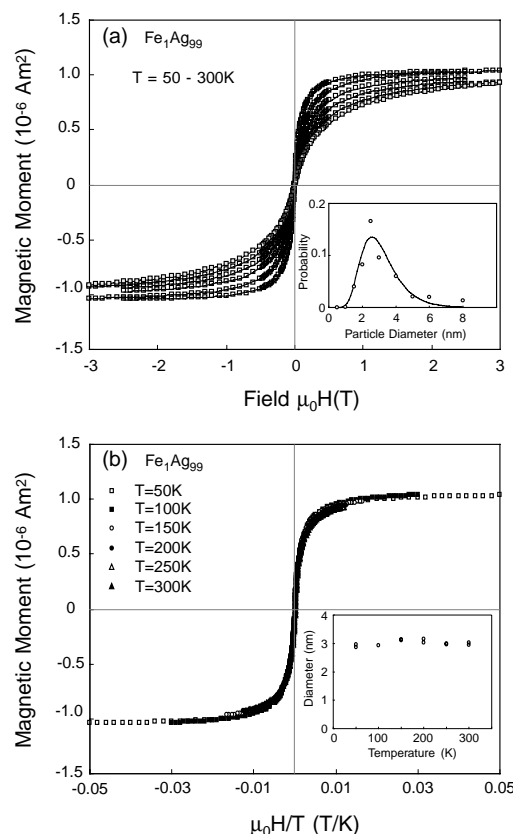 (a) Fe₁Ag₉₉
T = 50 - 300K
Magnetic Moment (10⁻⁶ Am²)
1.5
1.0
0.5
0
-0.5
-1.0
-1.5
-3 -2 -1 0 1 2 3
Field μ₀H(T)
Probability
0.2
0.1
0
0 2 4 6 8
Particle Diameter (nm)
(b) Fe₁Ag₉₉
T=50K
T=100K
T=150K
T=200K
T=250K
T=300K
Magnetic Moment (10⁻⁶ Am²)
1.5
1.0
0.5
0
-0.5
-1.0
-1.5
-0.05 -0.03 -0.01 0.01 0.03 0.05
μ₀H/T (T/K)
Diameter (nm)
4
3
2
1
0
0 100 200 300
Temperature (K)